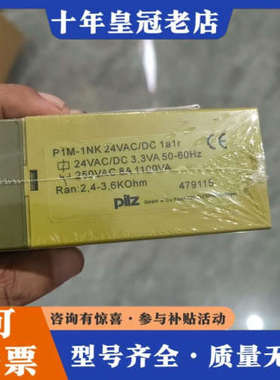 十年皇冠老店
P1M-1NK 24VAC/DC 1a1r
24VAC/DC 3,3VA 50-60Hz
250VAC 8A 1100VA
Ran:2,4-3,6KOhm
479115
CE
pilz
咨询有惊喜·参与补贴活动
票
型号齐全·质量无忧